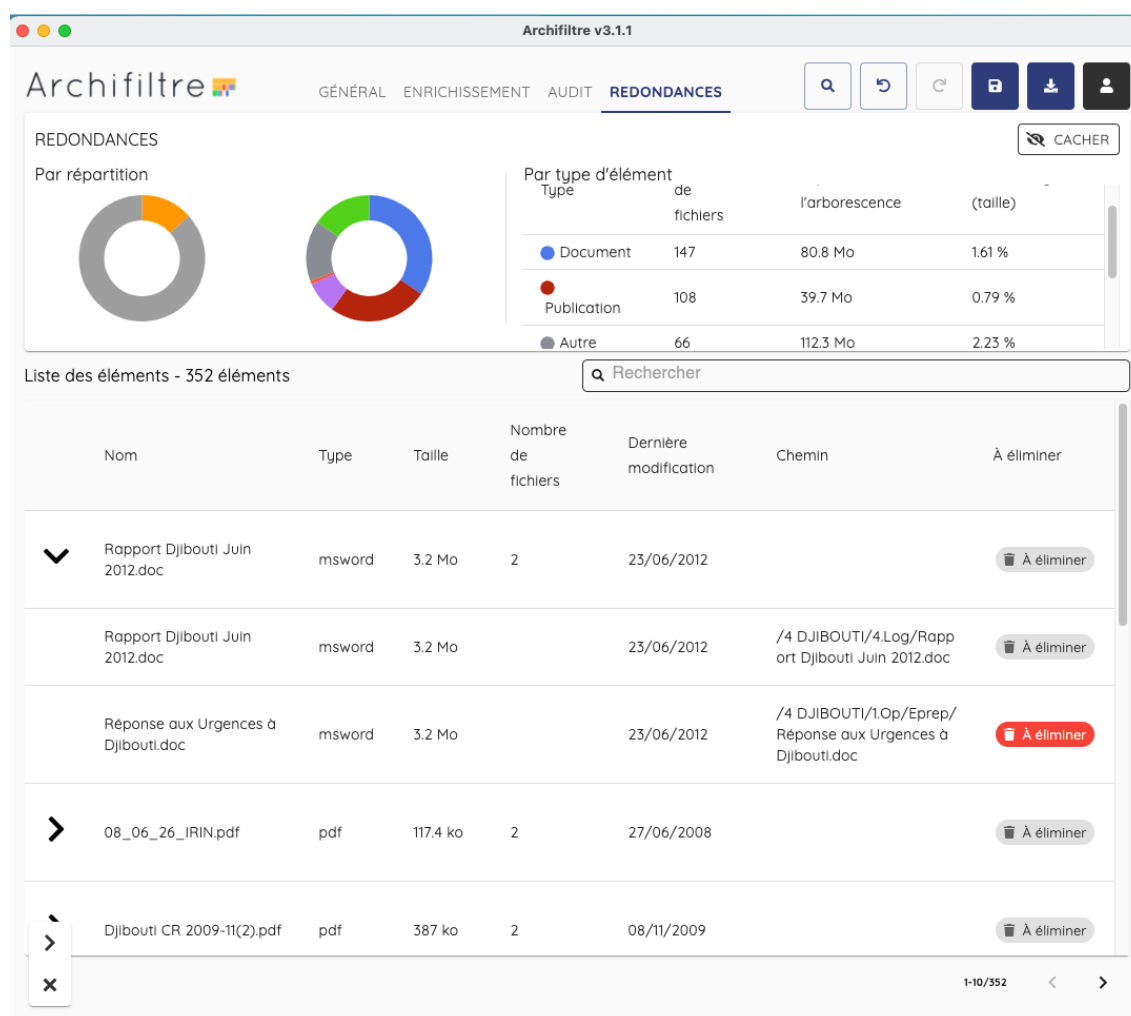 Archifiltre v3.1.1
Archifiltre
GÉNÉRAL ENRICHISSEMENT AUDIT REDONDANCES
REDONDANCES
CACHER
Par répartition
Par type d'élément
Type
de
fichiers
l'arborescence
(taille)
Document 147 80.8 Mo 1.61 %
Publication 108 39.7 Mo 0.79 %
Autre 66 112.3 Mo 2.23 %
Liste des éléments - 352 éléments
Rechercher
Nom
Type
Taille
Nombre
de
fichiers
Dernière
modification
Chemin
À éliminer
Rapport Djibouti Juin
2012.doc
msword
3.2 Mo
2
23/06/2012
À éliminer
Rapport Djibouti Juin
2012.doc
msword
3.2 Mo
23/06/2012
/4 DJIBOUTI/4.Log/Rapp
ort Djibouti Juin 2012.doc
À éliminer
Réponse aux Urgences à
Djibouti.doc
msword
3.2 Mo
23/06/2012
/4 DJIBOUTI/1.Op/Eprep/
Réponse aux Urgences à
Djibouti.doc
À éliminer
08_06_26_IRIN.pdf
pdf
117.4 ko
2
27/06/2008
À éliminer
Djibouti CR 2009-11(2).pdf
pdf
387 ko
2
08/11/2009
À éliminer
1-10/352